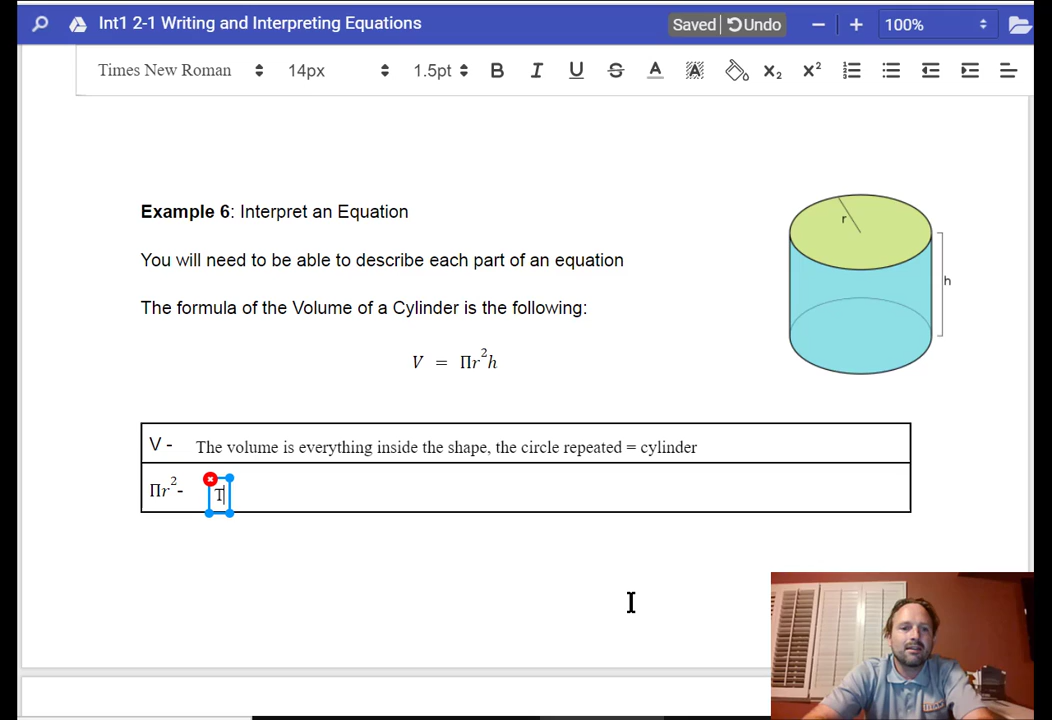 Int1 2-1 Writing and Interpreting Equations
Saved | Undo
100%
Times New Roman
14px
1.5pt
B I U S A A X₂ X²
Example 6: Interpret an Equation
You will need to be able to describe each part of an equation
The formula of the Volume of a Cylinder is the following:
V = Πr²h
r
h
V - The volume is everything inside the shape, the circle repeated = cylinder
Πr²- T